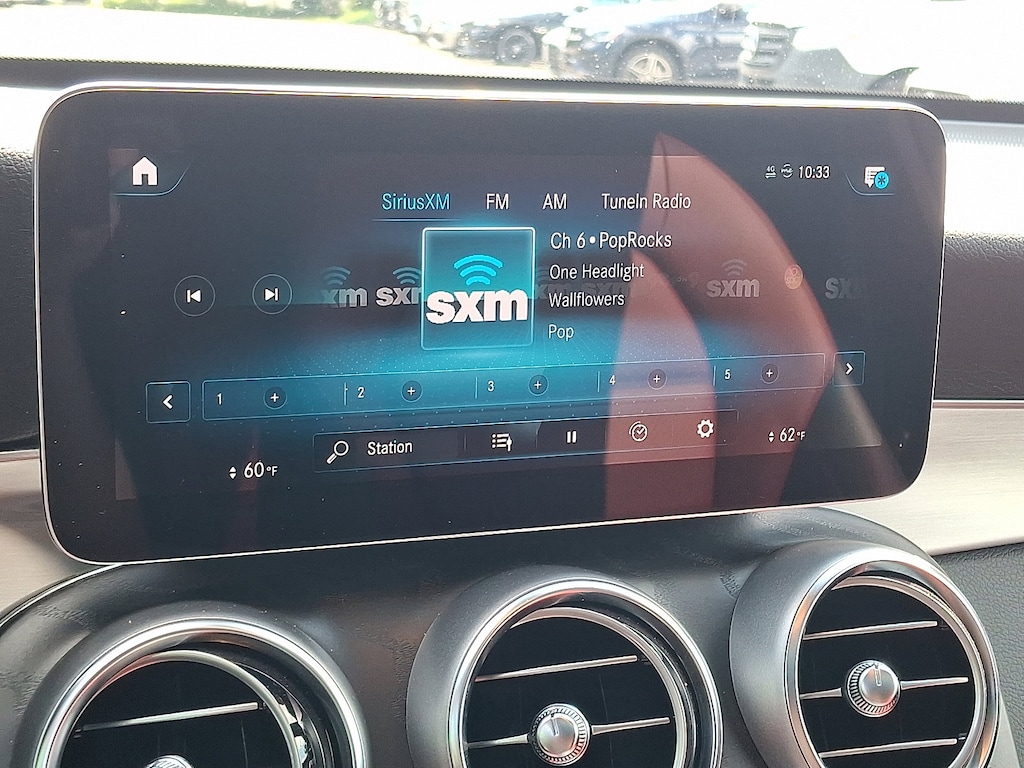 4G 10:33
SiriusXM FM AM TuneIn Radio
Ch 6 • PopRocks
One Headlight
Wallflowers
Pop
sxm sxm sxm sxm sxm
1 + 2 + 3 + 4 + 5 +
Station
60°F 62°F